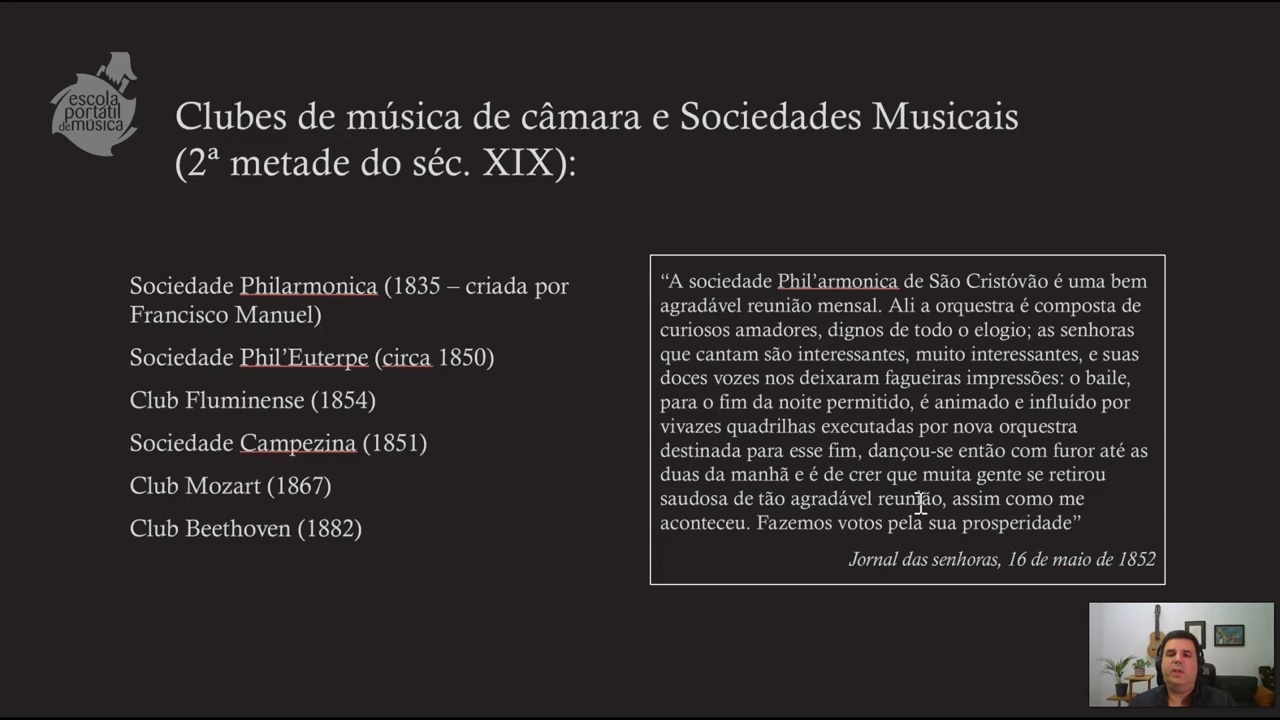 escola
portátil
de música
Clubes de música de câmara e Sociedades Musicais
(2ª metade do séc. XIX):
Sociedade Philarmonica (1835 – criada por
Francisco Manuel)
Sociedade Phil’Euterpe (circa 1850)
Club Fluminense (1854)
Sociedade Campezina (1851)
Club Mozart (1867)
Club Beethoven (1882)
“A sociedade Phil’armonica de São Cristóvão é uma bem
agradável reunião mensal. Ali a orquestra é composta de
curiosos amadores, dignos de todo o elogio; as senhoras
que cantam são interessantes, muito interessantes, e suas
doces vozes nos deixaram fagueiras impressões: o baile,
para o fim da noite permitido, é animado e influído por
vivazes quadrilhas executadas por nova orquestra
destinada para esse fim, dançou-se então com furor até as
duas da manhã e é de crer que muita gente se retirou
saudosa de tão agradável reunião, assim como me
aconteceu. Fazemos votos pela sua prosperidade”
Jornal das senhoras, 16 de maio de 1852